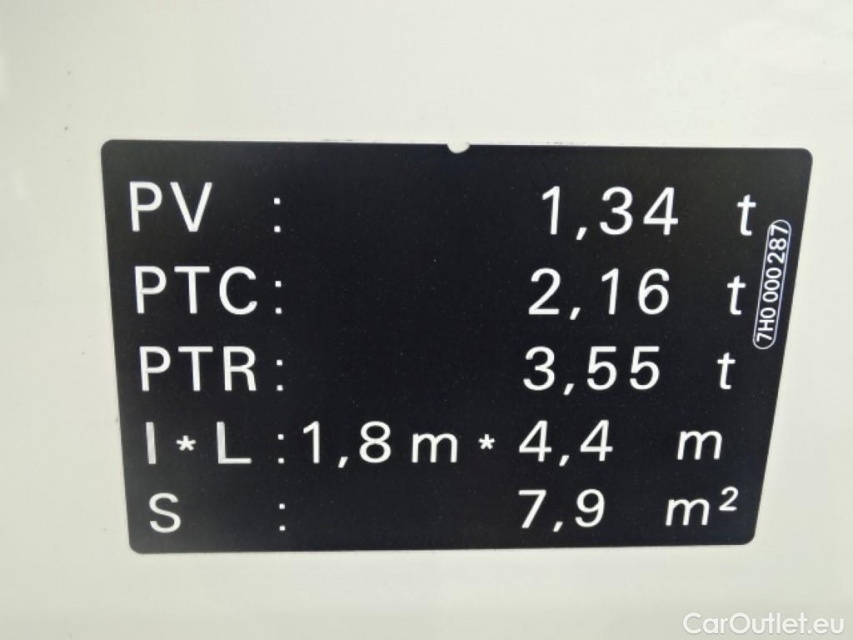 PV : 1,34 t
PTC: 2,16 t
PTR: 3,55 t
l*L :1,8 m * 4,4 m
S : 7,9 m²
7H0 000 287
CarOutlet.eu